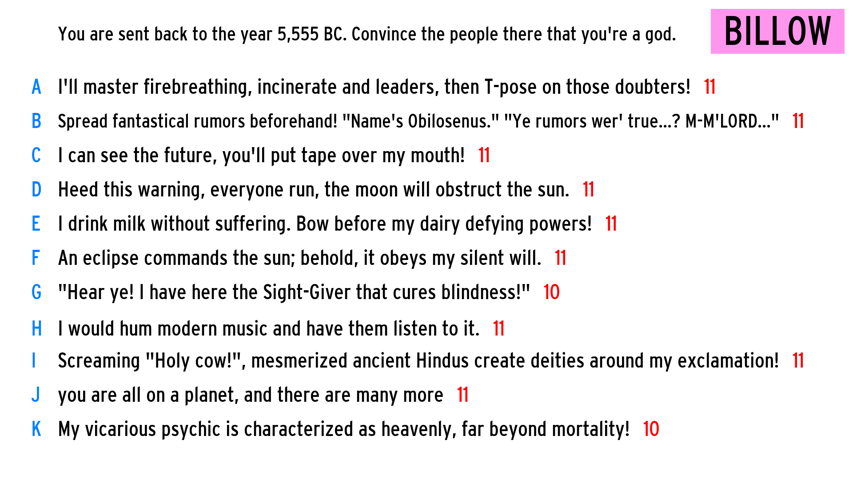 You are sent back to the year 5,555 BC. Convince the people there that you're a god.
BILLOW
A I'll master firebreathing, incinerate and leaders, then T-pose on those doubters! 11
B Spread fantastical rumors beforehand! "Name's Obilosenus." "Ye rumors wer' true...? M-M'LORD..." 11
C I can see the future, you'll put tape over my mouth! 11
D Heed this warning, everyone run, the moon will obstruct the sun. 11
E I drink milk without suffering. Bow before my dairy defying powers! 11
F An eclipse commands the sun; behold, it obeys my silent will. 11
G "Hear ye! I have here the Sight-Giver that cures blindness!" 10
H I would hum modern music and have them listen to it. 11
I Screaming "Holy cow!", mesmerized ancient Hindus create deities around my exclamation! 11
J you are all on a planet, and there are many more 11
K My vicarious psychic is characterized as heavenly, far beyond mortality! 10